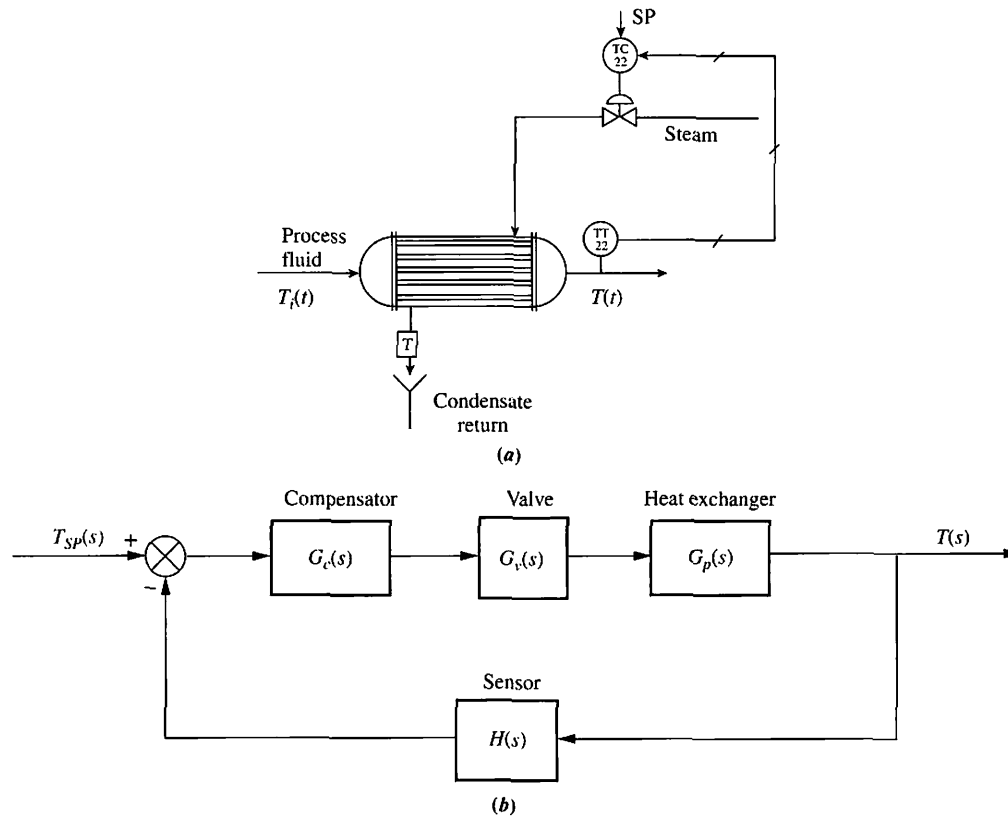 SP
TC
22
Steam
TT
22
Process
fluid
T_i(t)
T(t)
T
Condensate
return
(a)
Compensator
Valve
Heat exchanger
T_SP(s)
+
−
G_c(s)
G_v(s)
G_p(s)
T(s)
Sensor
H(s)
(b)